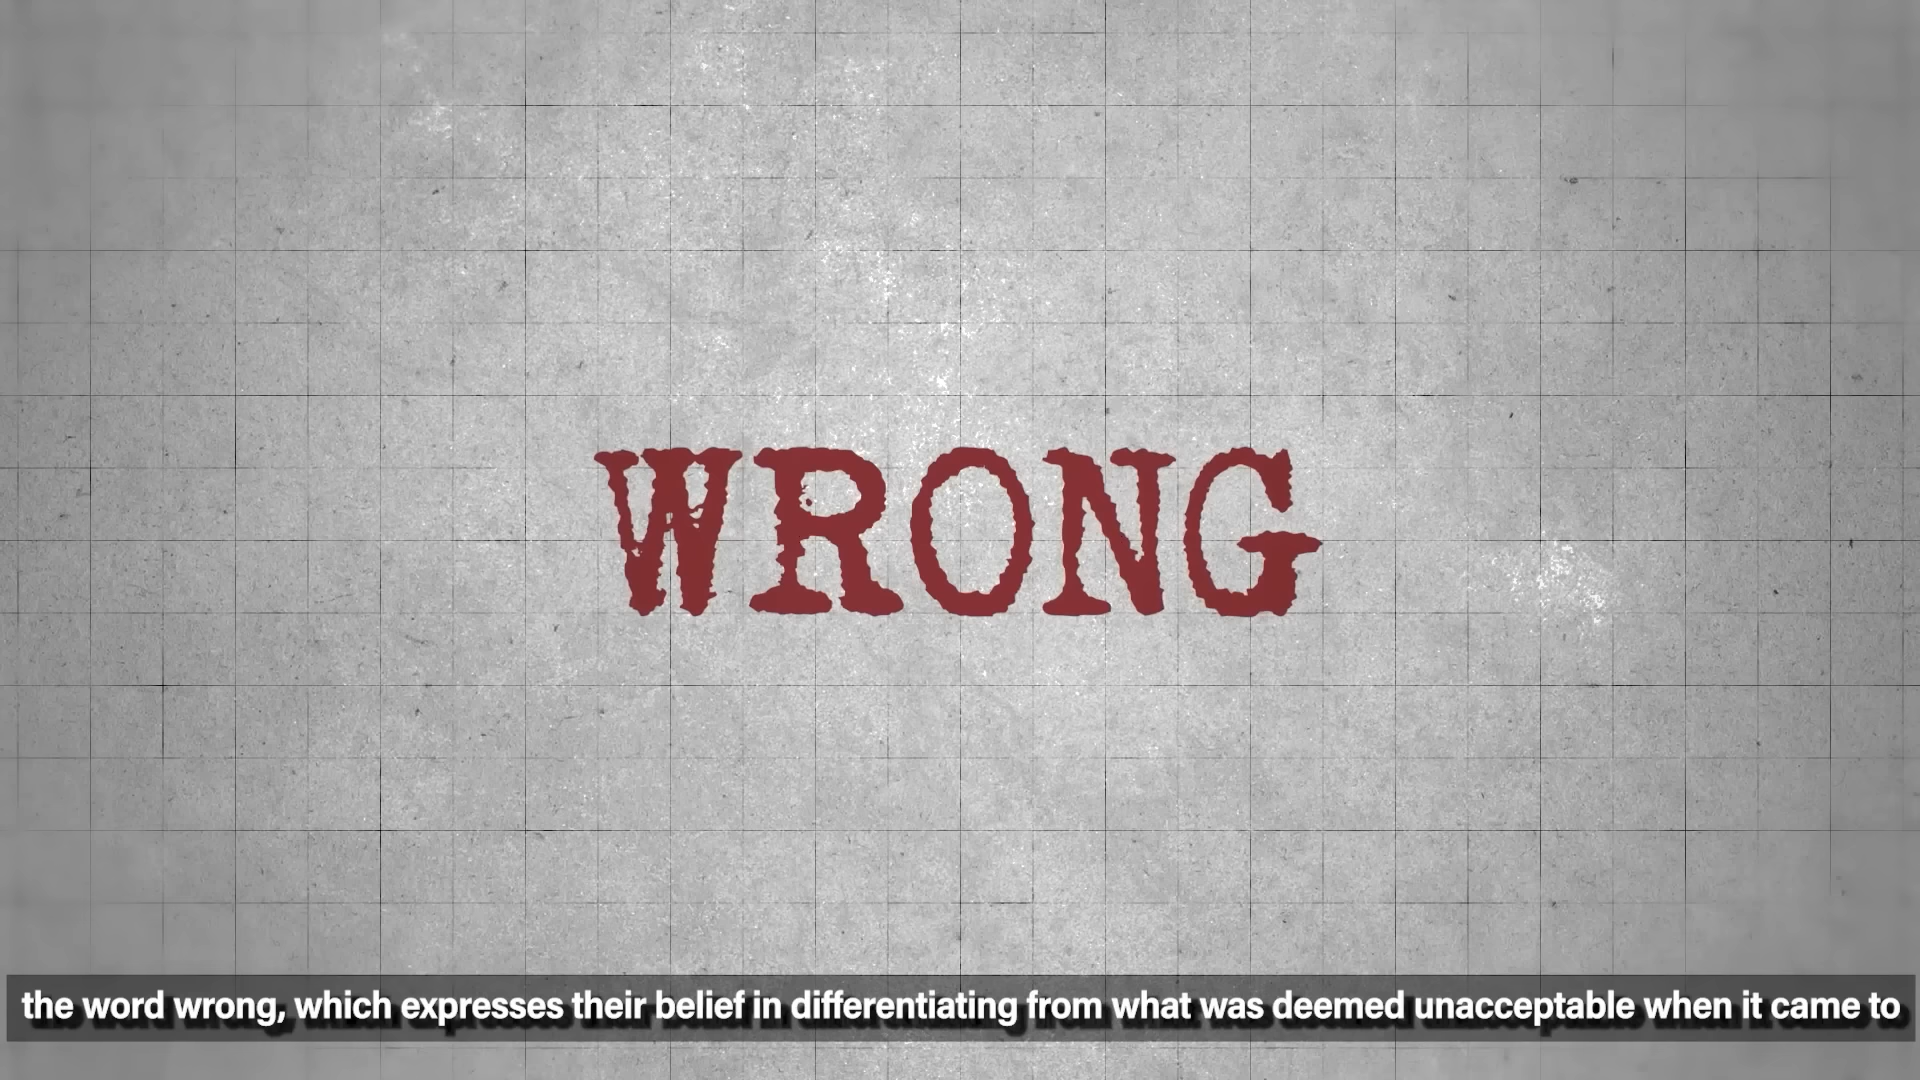 WRONG
the word wrong, which expresses their belief in differentiating from what was deemed unacceptable when it came to